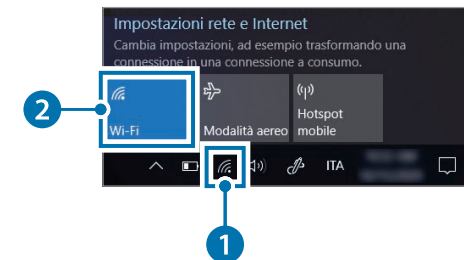 Impostazioni rete e Internet
Cambia impostazioni, ad esempio trasformando una
connessione in una connessione a consumo.
2
Wi-Fi
Modalità aereo
Hotspot
mobile
ITA
1